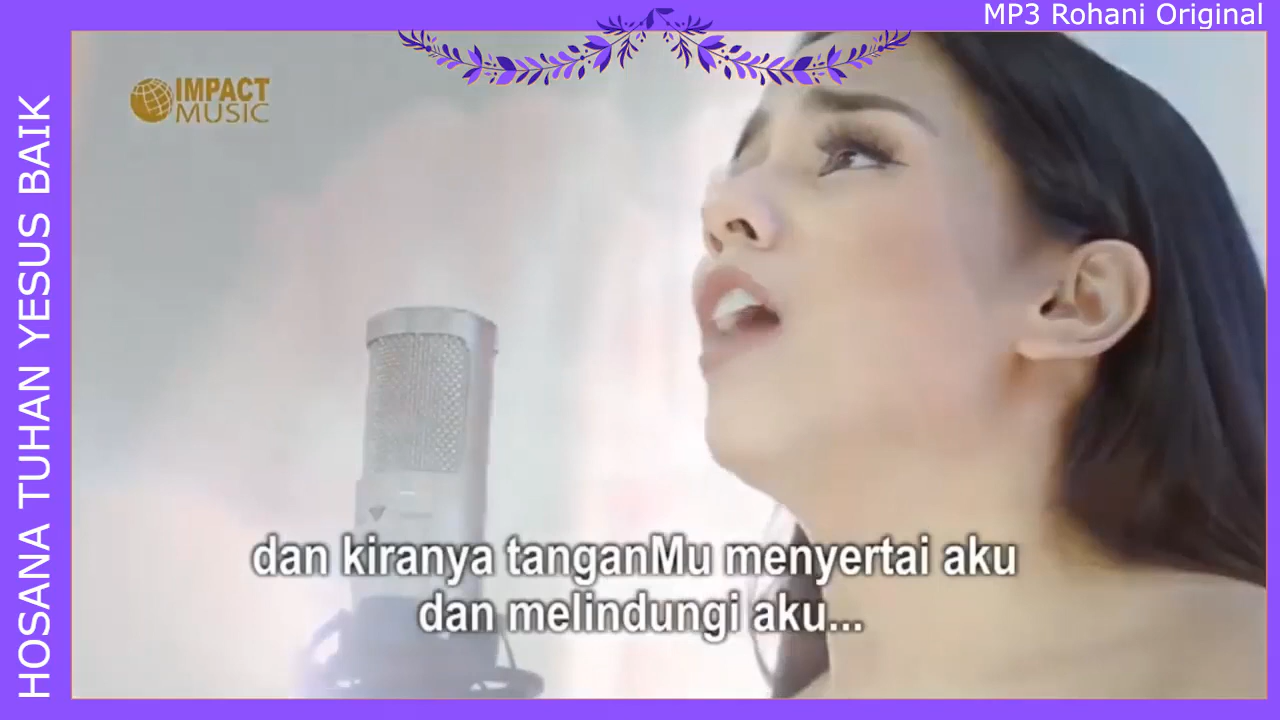 MP3 Rohani Original
IMPACT
MUSIC
HOSANA TUHAN YESUS BAIK
dan kiranya tanganMu menyertai aku
dan melindungi aku...